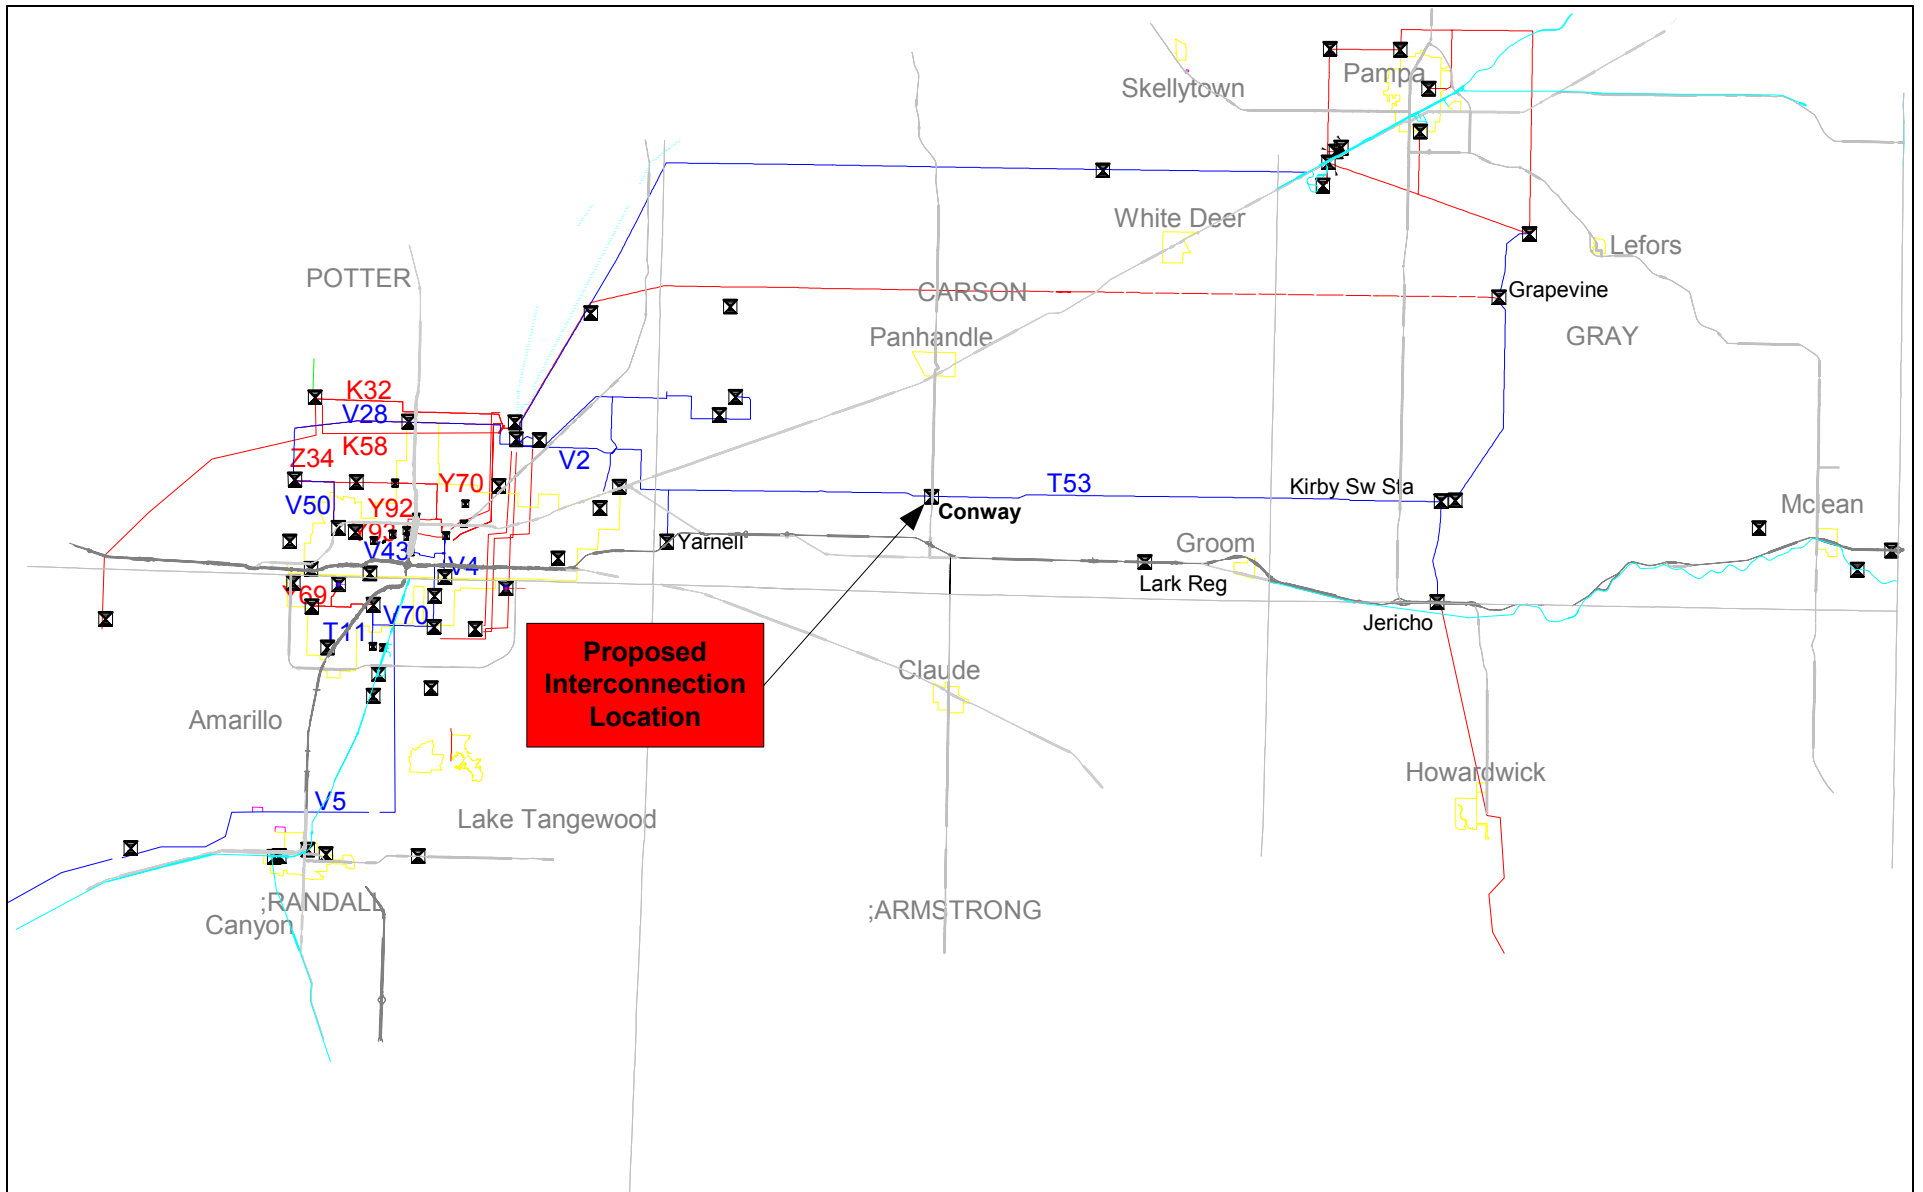 Pampa
Skellytown
White Deer
Lefors
POTTER
CARSON
Grapevine
Panhandle
GRAY
K32
V28
K58
Z34
V2
Y70
T53
Kirby Sw Sta
V50
Y92
Conway
Mclean
V43
Yarnell
Groom
V4
Lark Reg
V70
T11
Jericho
Proposed
Interconnection
Location
Claude
Amarillo
Howardwick
V5
Lake Tangewood
;RANDALL
;ARMSTRONG
Canyon